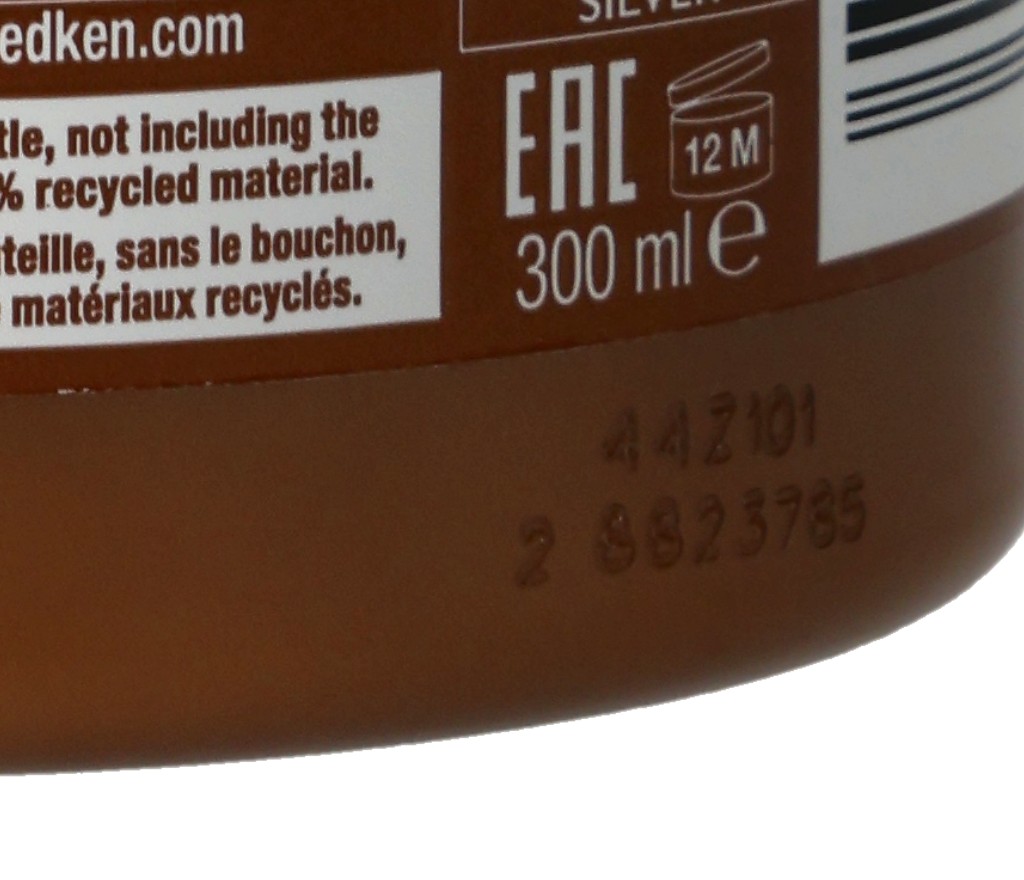 edken.com
SILVER
tle, not including the
% recycled material.
teille, sans le bouchon,
matériaux recyclés.
EAC
12 M
300 ml e
44Z101
2 8823785